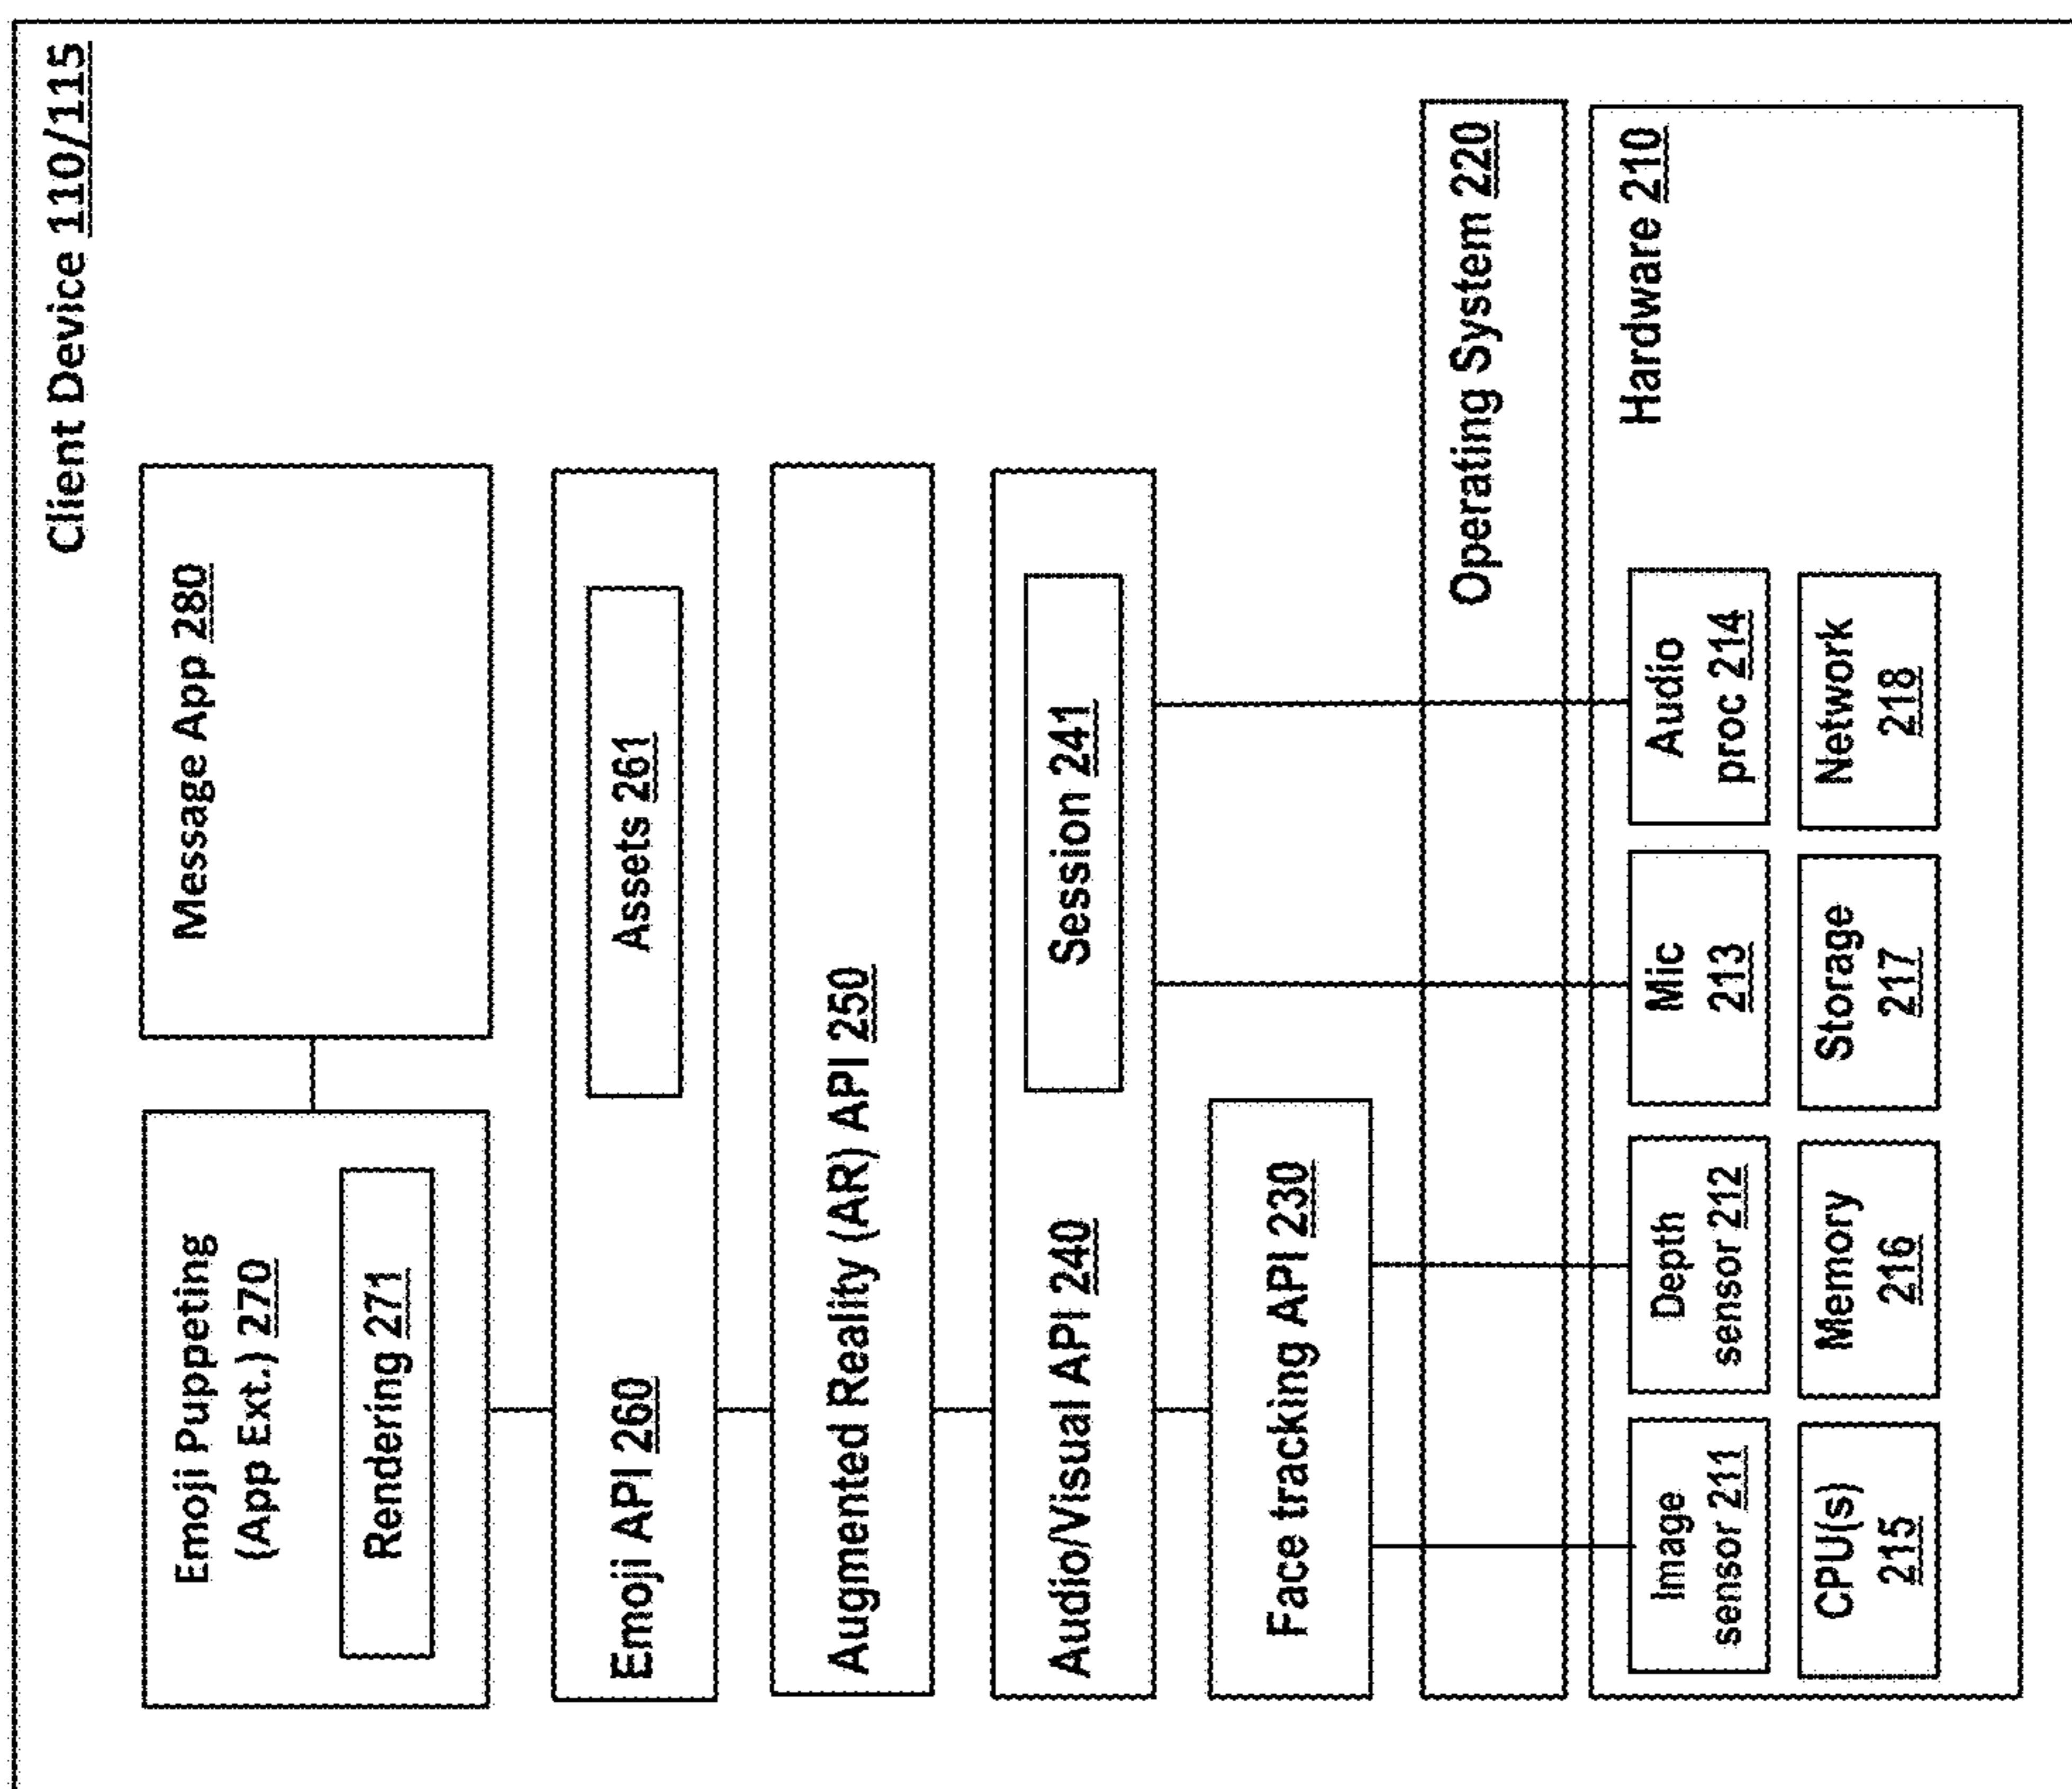 Client Device 110/115
Emoji Puppeting
(App Ext.) 270
Rendering 271
Message App 280
Emoji API 260
Assets 261
Augmented Reality (AR) API 250
Audio/Visual API 240
Session 241
Face tracking API 230
Operating System 220
Hardware 210
Image
sensor 211
Depth
sensor 212
Mic
213
Audio
proc 214
CPU(s)
215
Memory
216
Storage
217
Network
218